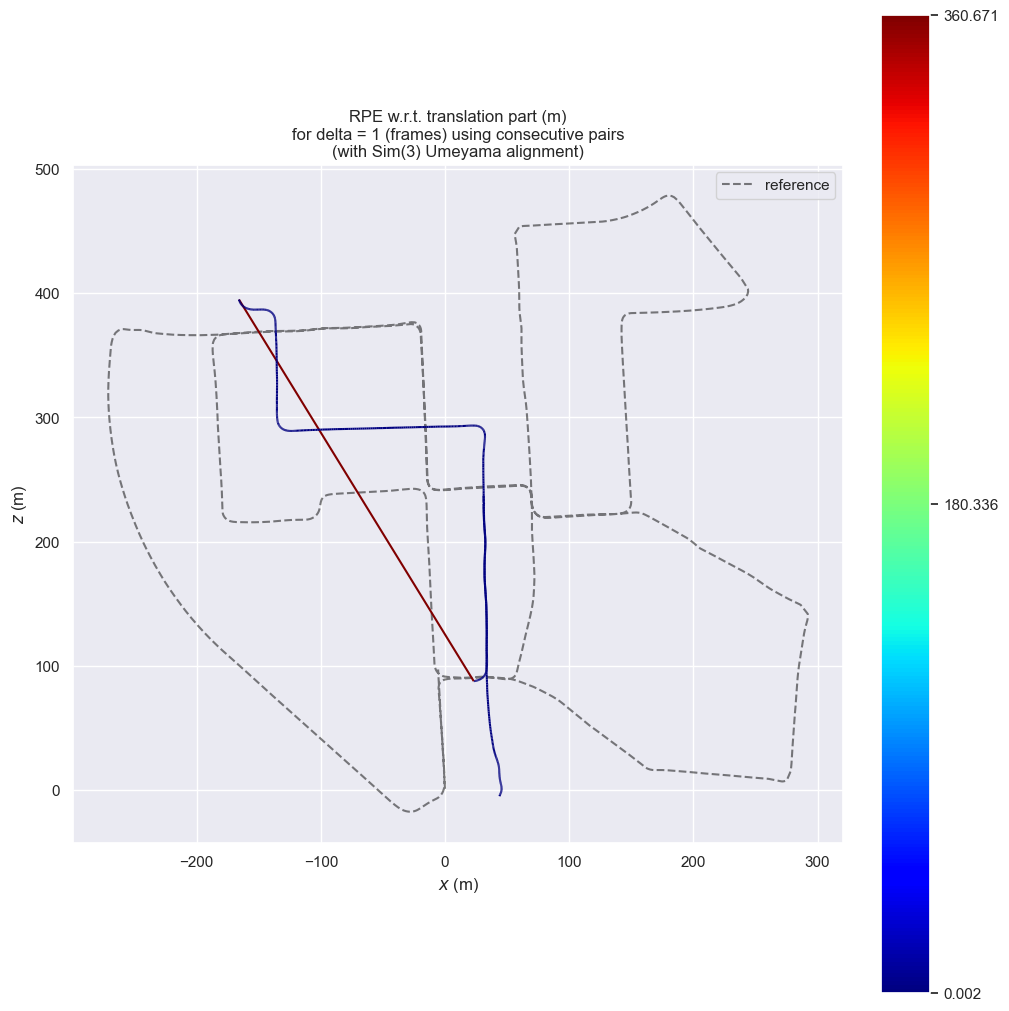 RPE w.r.t. translation part (m)
for delta = 1 (frames) using consecutive pairs
(with Sim(3) Umeyama alignment)
reference
500
400
300
200
100
0
z (m)
−200
−100
0
100
200
300
x (m)
360.671
180.336
0.002